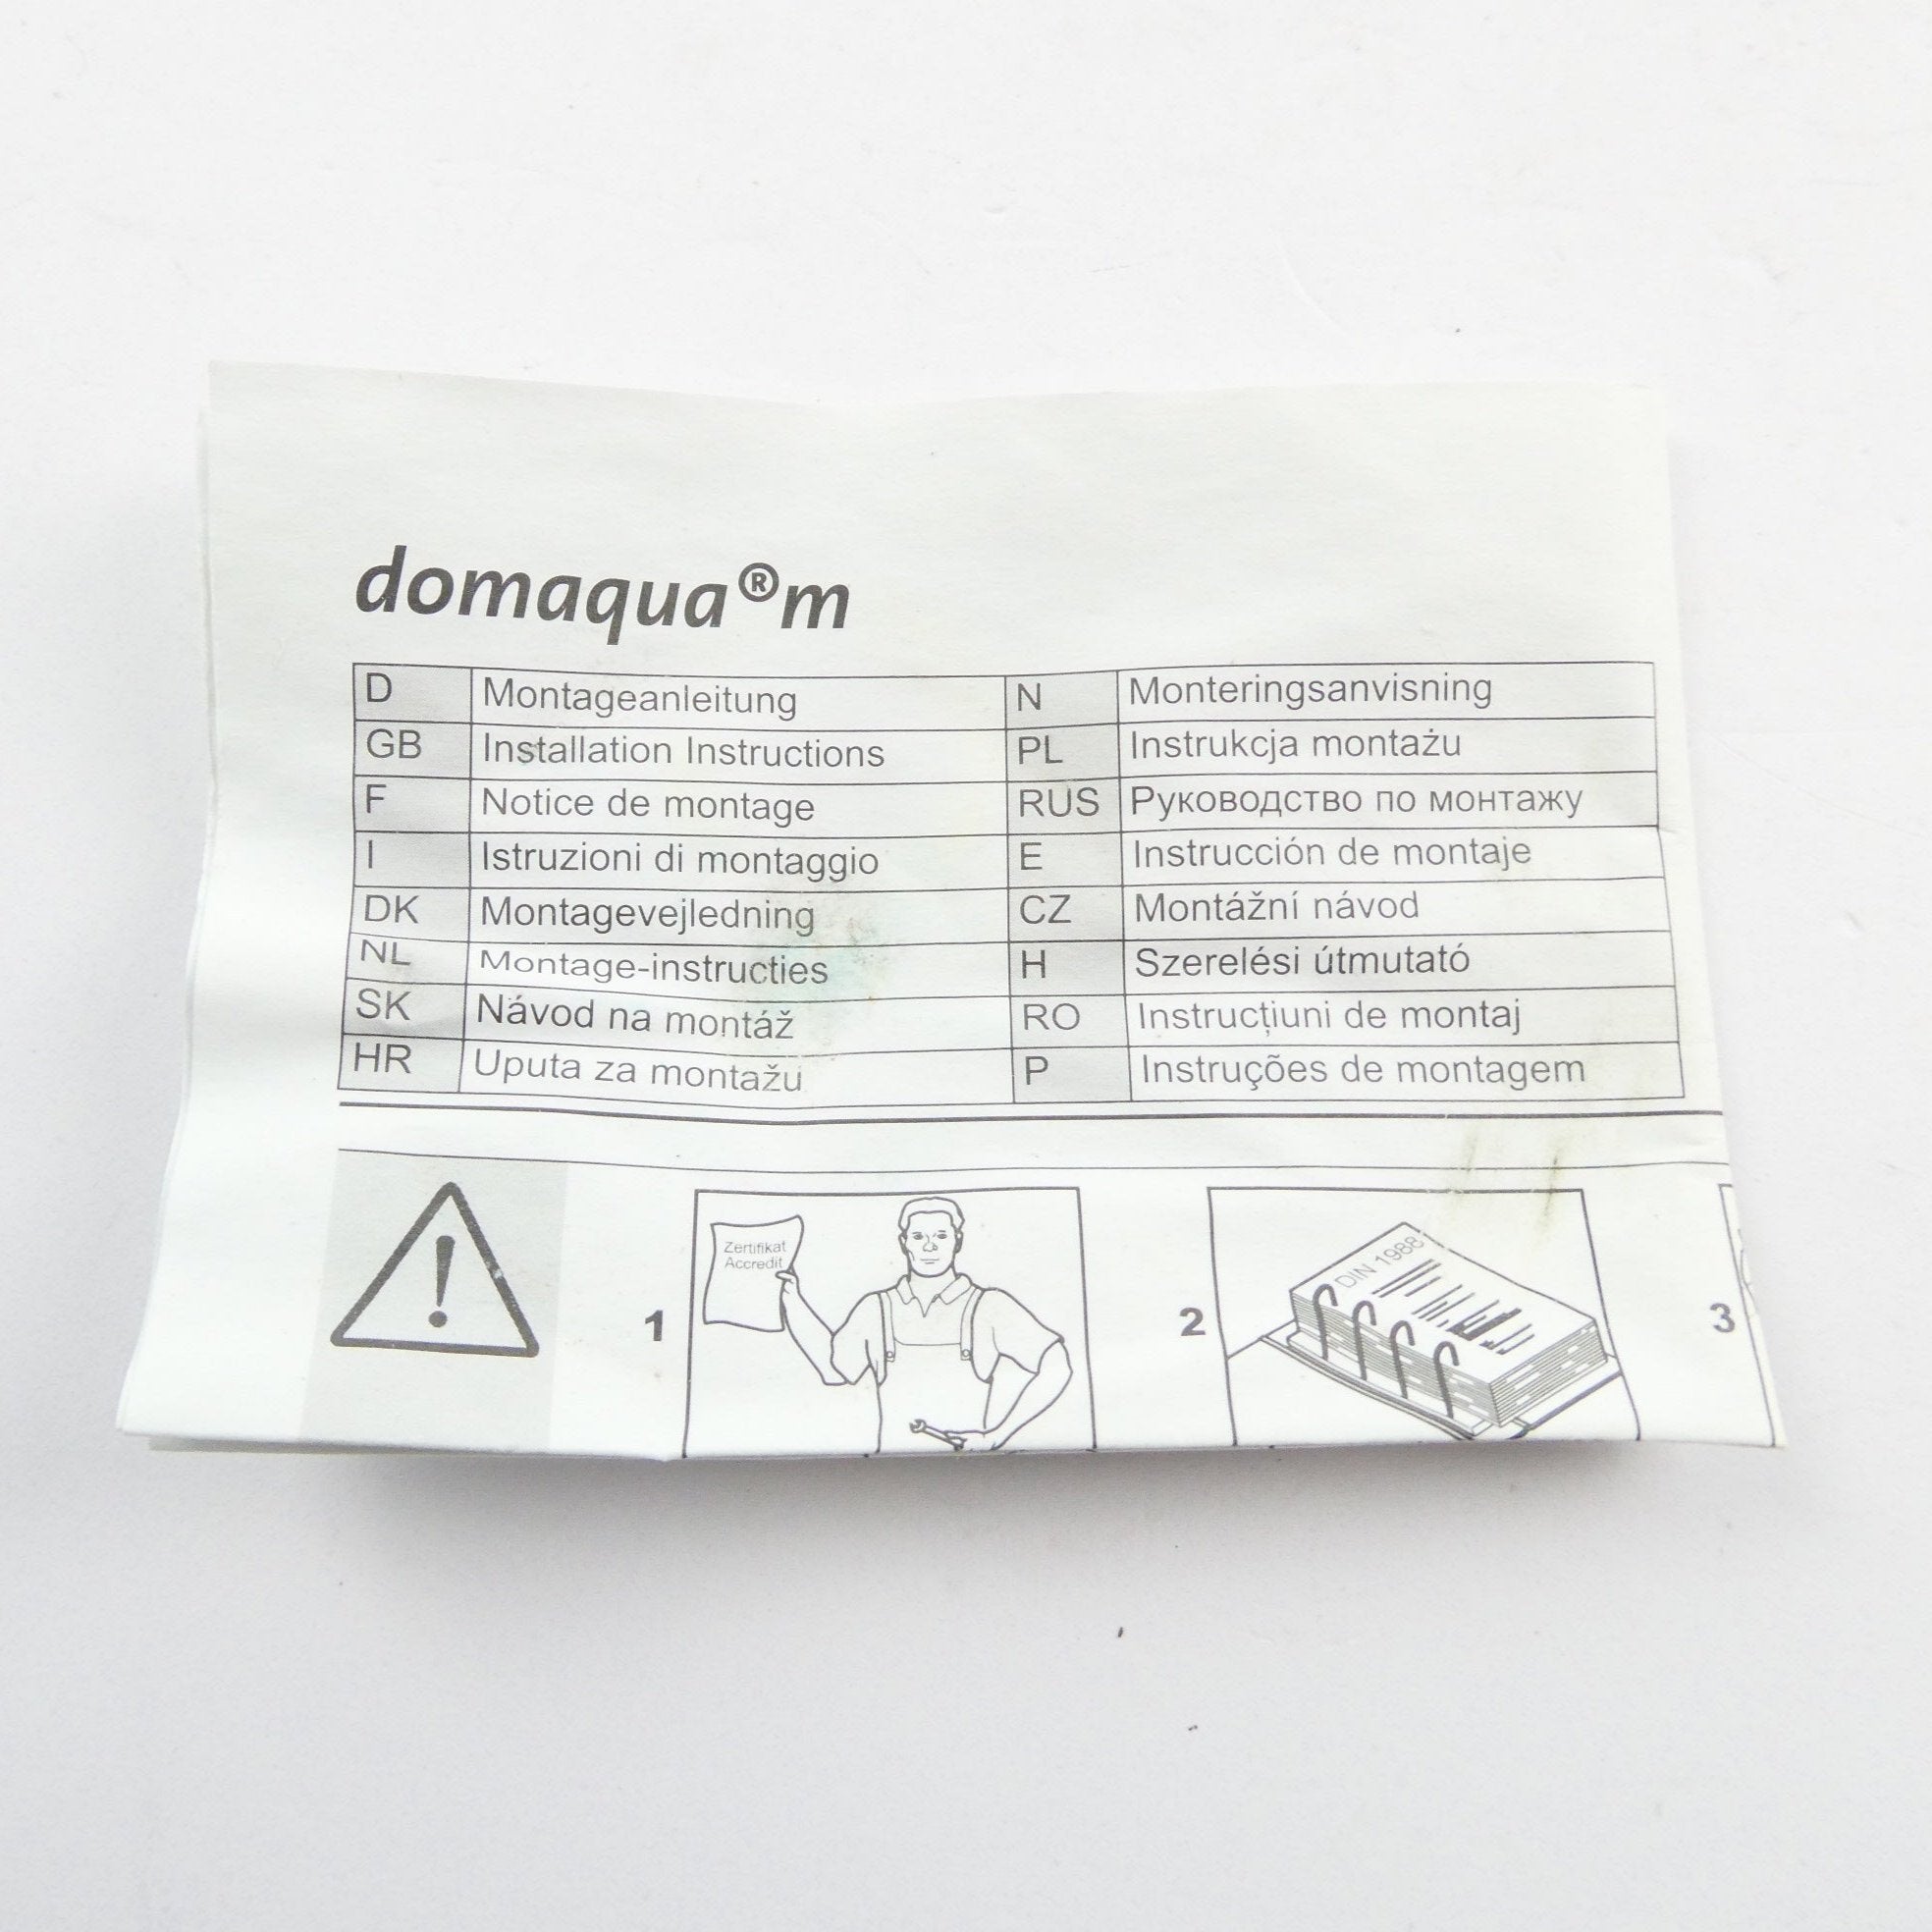 domaqua®m
D Montageanleitung N Monteringsanvisning
GB Installation Instructions PL Instrukcja montażu
F Notice de montage RUS Руководство по монтажу
I Istruzioni di montaggio E Instrucción de montaje
DK Montagevejledning CZ Montážní návod
NL Montage-instructies H Szerelési útmutató
SK Návod na montáž RO Instrucțiuni de montaj
HR Uputa za montažu P Instruções de montagem
!
1
Zertifikat
Accredit
2
DIN 1988
3